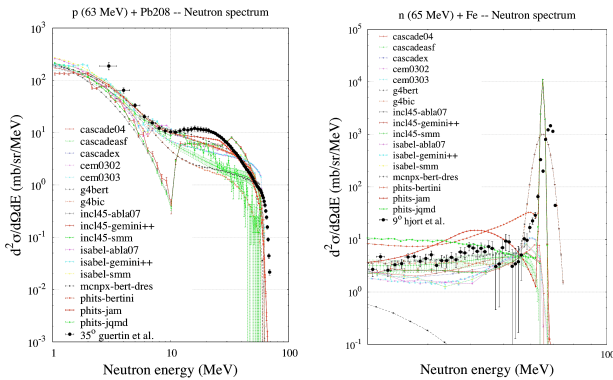 p (63 MeV) + Pb208 -- Neutron spectrum
d²σ/dΩdE (mb/sr/MeV)
10³
10²
10¹
10⁰
10⁻¹
10⁻²
10⁻³
cascade04
cascadeasf
cascadex
cem0302
cem0303
g4bert
g4bic
incl45-abla07
incl45-gemini++
incl45-smm
isabel-abla07
isabel-gemini++
isabel-smm
mcnpx-bert-dres
phits-bertini
phits-jam
phits-jqmd
35° guertin et al.
1
10
100
Neutron energy (MeV)
n (65 MeV) + Fe -- Neutron spectrum
d²σ/dΩdE (mb/sr/MeV)
10⁵
10⁴
10³
10²
10¹
10⁰
10⁻¹
cascade04
cascadeasf
cascadex
cem0302
cem0303
g4bert
g4bic
incl45-abla07
incl45-gemini++
incl45-smm
isabel-abla07
isabel-gemini++
isabel-smm
mcnpx-bert-dres
phits-bertini
phits-jam
phits-jqmd
9° hjort et al.
100
Neutron energy (MeV)